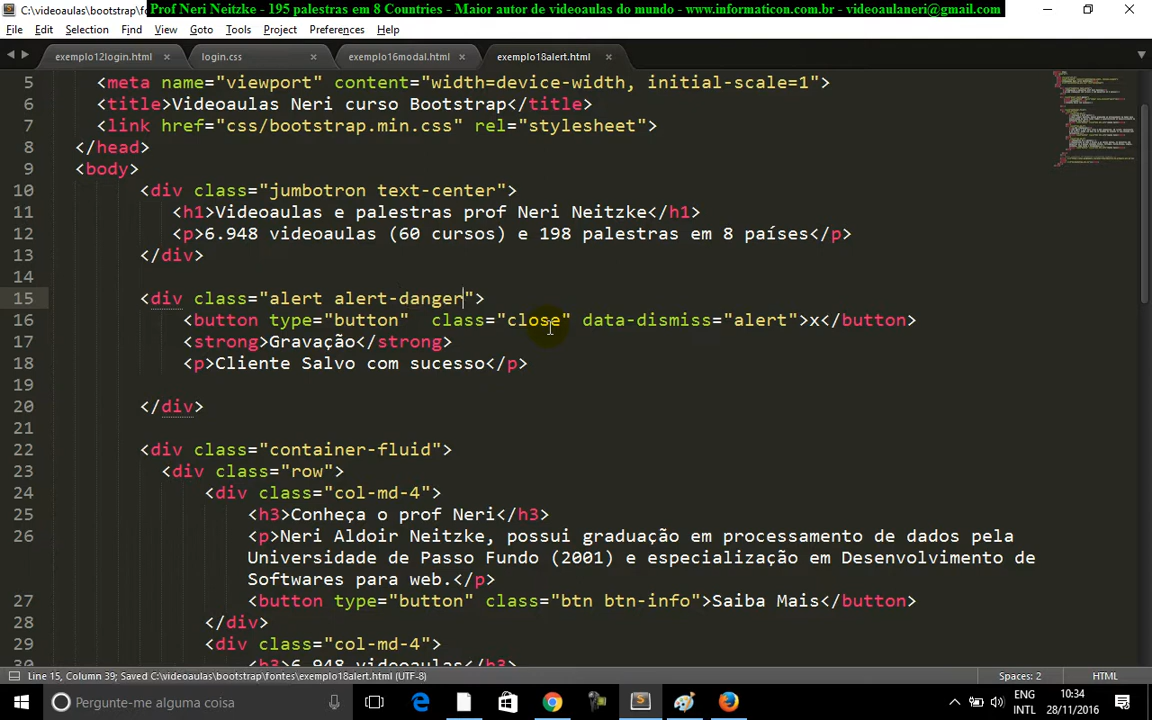 C:\videoaulas\bootstrap\fo
Prof Neri Neitzke - 195 palestras em 8 Countries - Maior autor de videoaulas do mundo - www.informaticon.com.br - videoaulaneri@gmail.com
File Edit Selection Find View Goto Tools Project Preferences Help
exemplo12login.html × login.css × exemplo16modal.html × exemplo18alert.html ×
5 <meta name="viewport" content="width=device-width, initial-scale=1">
6 <title>Videoaulas Neri curso Bootstrap</title>
7 <link href="css/bootstrap.min.css" rel="stylesheet">
8 </head>
9 <body>
10 <div class="jumbotron text-center">
11 <h1>Videoaulas e palestras prof Neri Neitzke</h1>
12 <p>6.948 videoaulas (60 cursos) e 198 palestras em 8 países</p>
13 </div>
14
15 <div class="alert alert-danger">
16 <button type="button" class="close" data-dismiss="alert">x</button>
17 <strong>Gravação</strong>
18 <p>Cliente Salvo com sucesso</p>
19
20 </div>
21
22 <div class="container-fluid">
23 <div class="row">
24 <div class="col-md-4">
25 <h3>Conheça o prof Neri</h3>
26 <p>Neri Aldoir Neitzke, possui graduação em processamento de dados pela
Universidade de Passo Fundo (2001) e especialização em Desenvolvimento de
Softwares para web.</p>
27 <button type="button" class="btn btn-info">Saiba Mais</button>
28 </div>
29 <div class="col-md-4">
30 <h3>6.948 videoaulas</h3>
Line 15, Column 39; Saved C:\videoaulas\bootstrap\fontes\exemplo18alert.html (UTF-8) Spaces: 2 HTML
Pergunte-me alguma coisa
ENG 10:34
INTL 28/11/2016